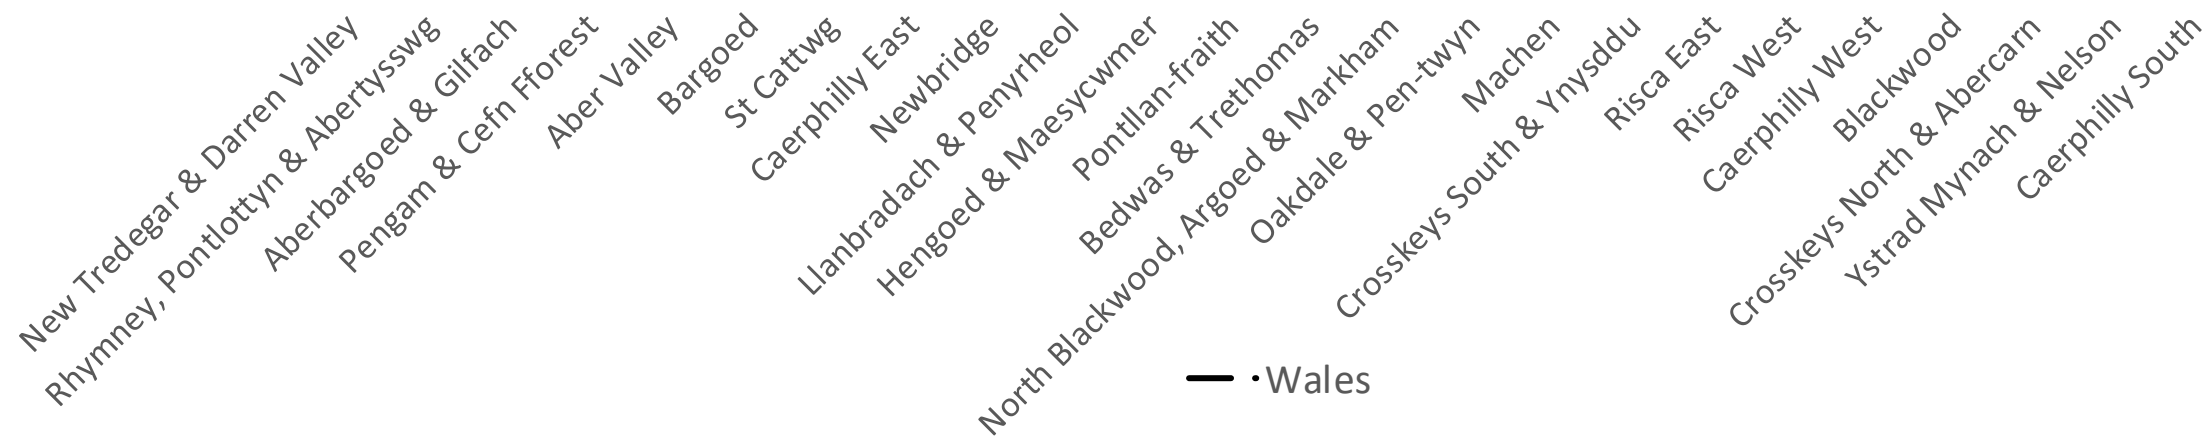 New Tredegar & Darren Valley
Rhymney, Pontlottyn & Abertysswg
Aberbargoed & Gilfach
Pengam & Cefn Fforest
Aber Valley
Bargoed
St Cattwg
Caerphilly East
Newbridge
Llanbradach & Penyrheol
Hengoed & Maesycwmer
Pontllan-fraith
Bedwas & Trethomas
North Blackwood, Argoed & Markham
Oakdale & Pen-twyn
Machen
Crosskeys South & Ynysddu
Risca East
Risca West
Caerphilly West
Blackwood
Crosskeys North & Abercarn
Ystrad Mynach & Nelson
Caerphilly South
Wales